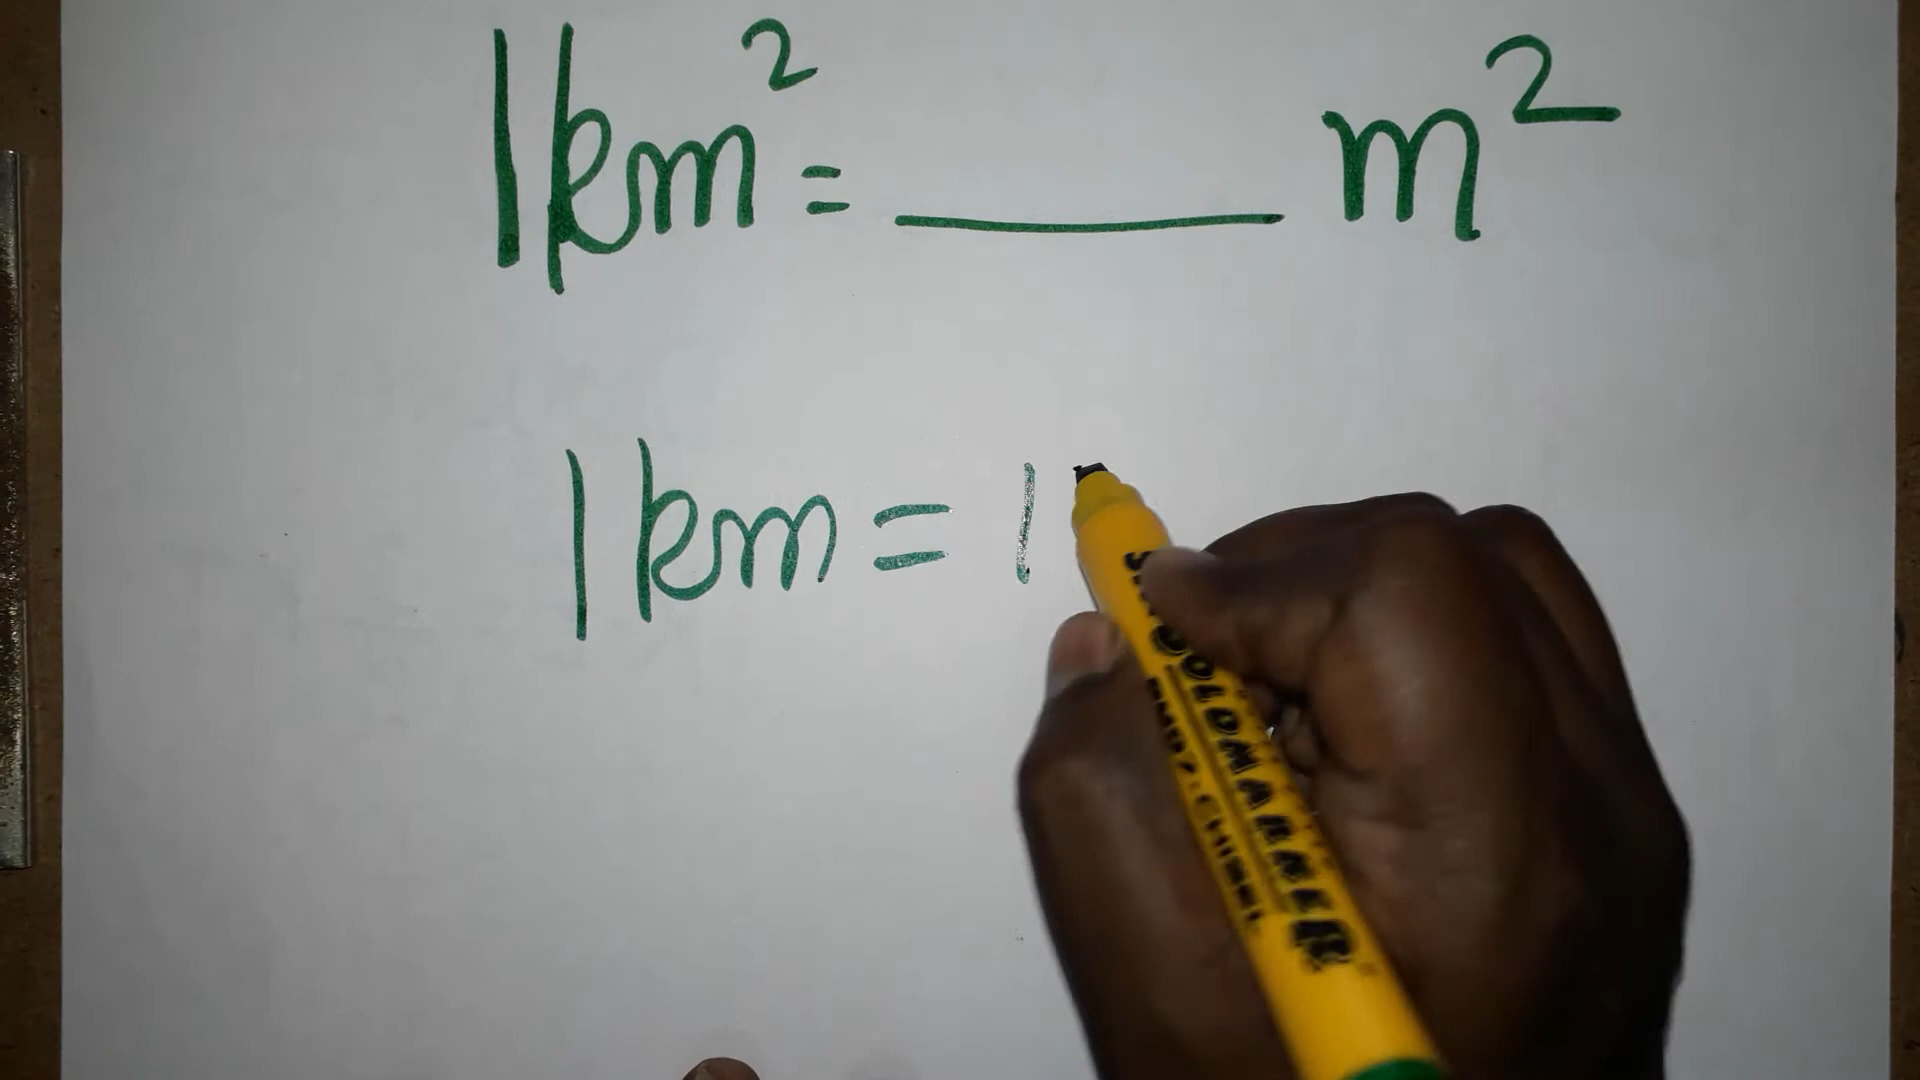 1km² = ____ m²
1km = 1